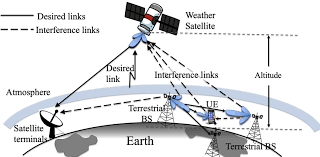 Desired links
Interference links
Weather
Satellite
Desired
link
Interference links
Altitude
Atmosphere
Terrestrial
BS
UE
Satellite
terminals
Earth
Terrestrial BS